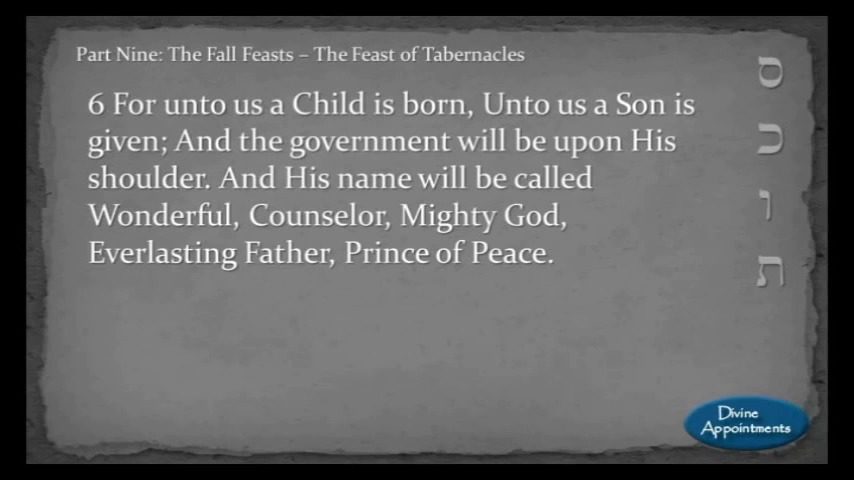 Part Nine: The Fall Feasts – The Feast of Tabernacles
6 For unto us a Child is born, Unto us a Son is
given; And the government will be upon His
shoulder. And His name will be called
Wonderful, Counselor, Mighty God,
Everlasting Father, Prince of Peace.
ס
כ
י
ת
Divine
Appointments